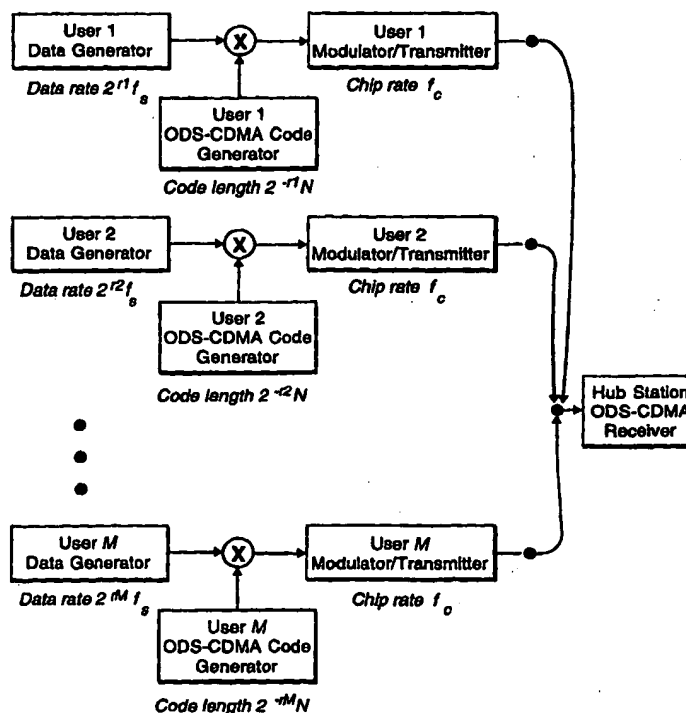 User 1
Data Generator
Data rate 2^r1 f_s
X
User 1
Modulator/Transmitter
Chip rate f_c
User 1
ODS-CDMA Code
Generator
Code length 2^-r1 N
User 2
Data Generator
Data rate 2^r2 f_s
X
User 2
Modulator/Transmitter
Chip rate f_c
User 2
ODS-CDMA Code
Generator
Code length 2^-r2 N
Hub Station
ODS-CDMA
Receiver
User M
Data Generator
Data rate 2^rM f_s
X
User M
Modulator/Transmitter
Chip rate f_c
User M
ODS-CDMA Code
Generator
Code length 2^-rM N